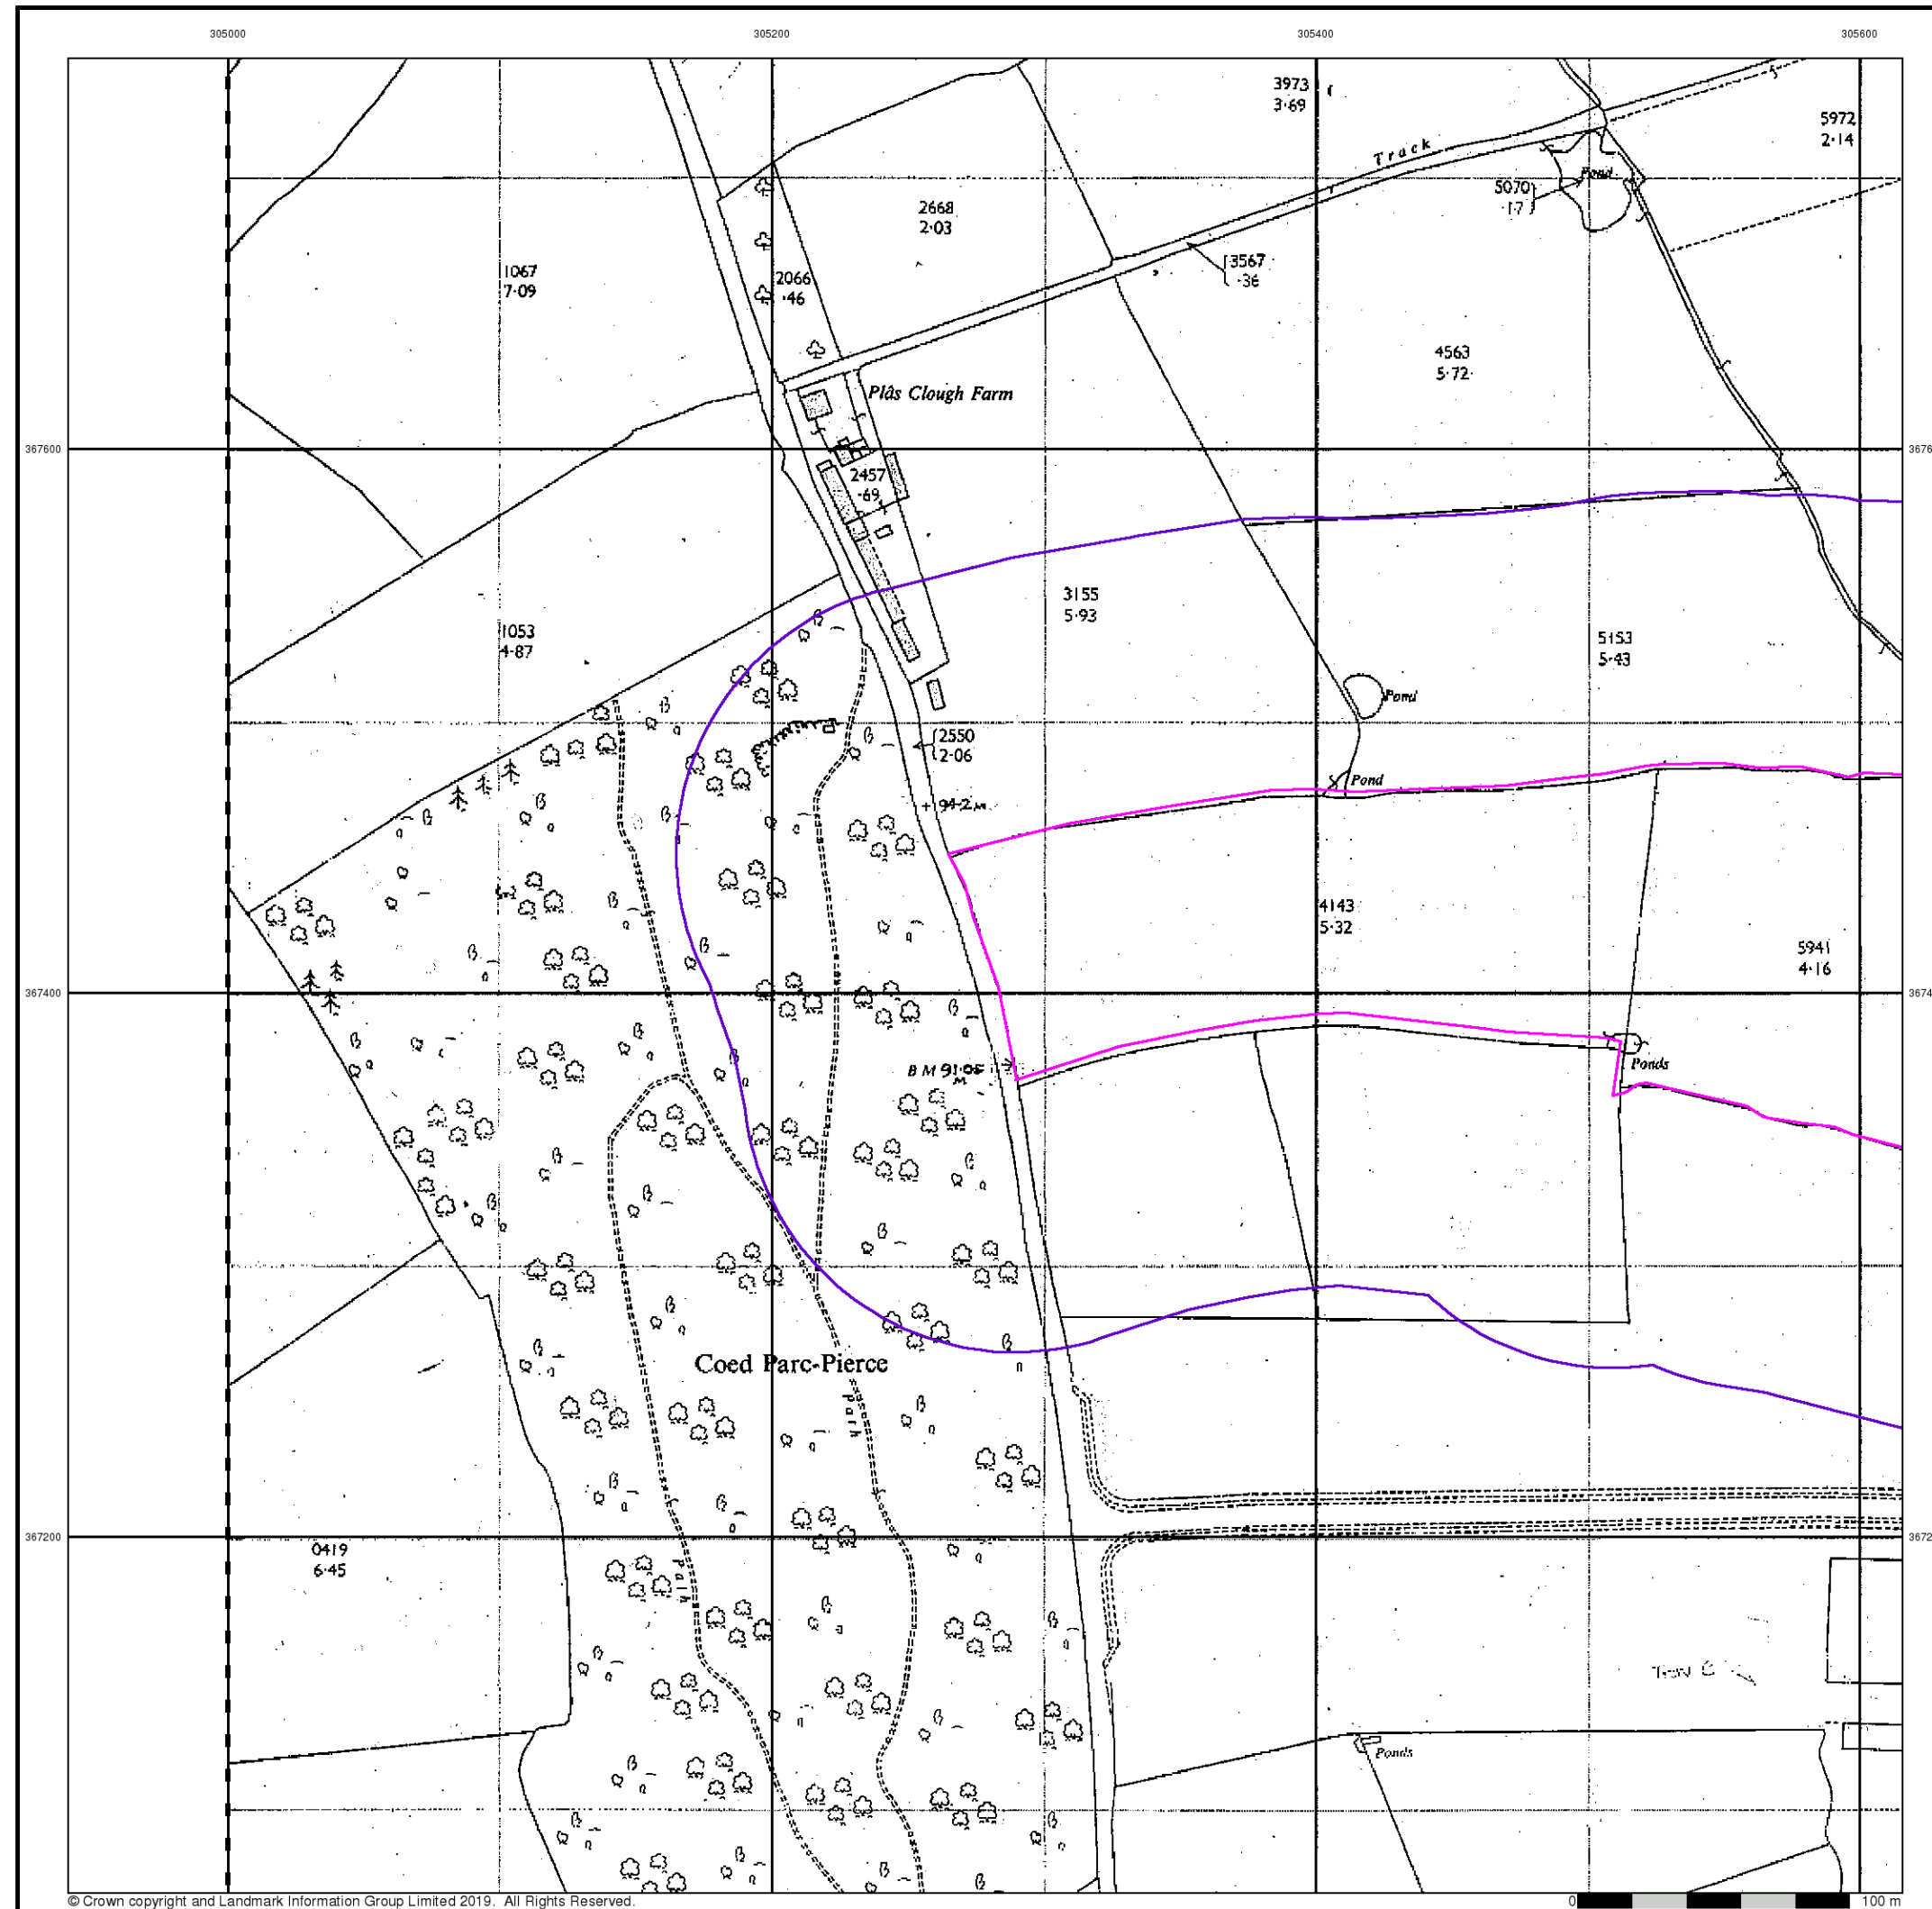 305000
305200
305400
305600
3973
3·69
5972
2·14
Track
Pond
5070
·17
2668
2·03
1067
7·09
2066
·46
3567
·36
4563
5·72
Plâs Clough Farm
367600
3676
2457
·69
3155
5·93
1053
4·87
5153
5·43
Pond
2550
2·06
Pond
+ 94·2м
4143
5·32
5941
4·16
367400
3674
B M 91·05
M
Ponds
Coed Parc-Pierce
Path
367200
3672
0419
6·45
Path
Ponds
© Crown copyright and Landmark Information Group Limited 2019. All Rights Reserved.
0
100 m